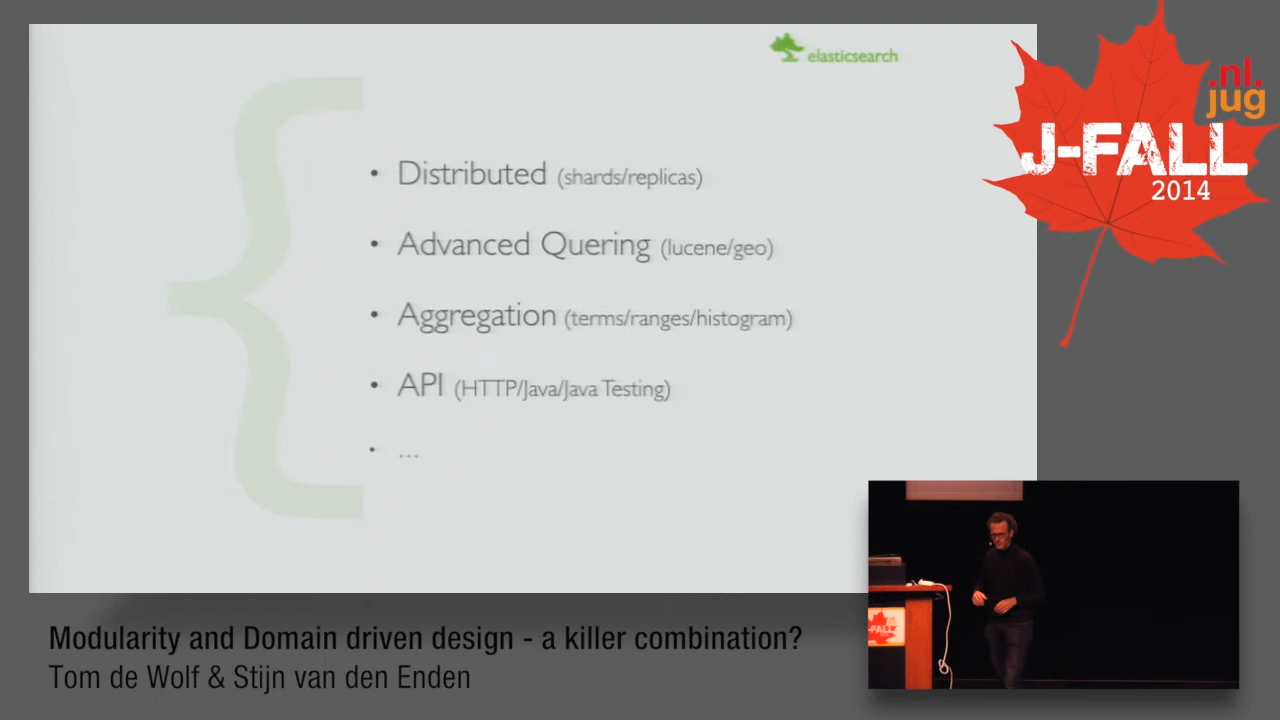 elasticsearch
.nl.
jug
J-FALL
2014
• Distributed (shards/replicas)
• Advanced Quering (lucene/geo)
• Aggregation (terms/ranges/histogram)
• API (HTTP/Java/Java Testing)
• ...
J-FALL
Modularity and Domain driven design - a killer combination?
Tom de Wolf & Stijn van den Enden